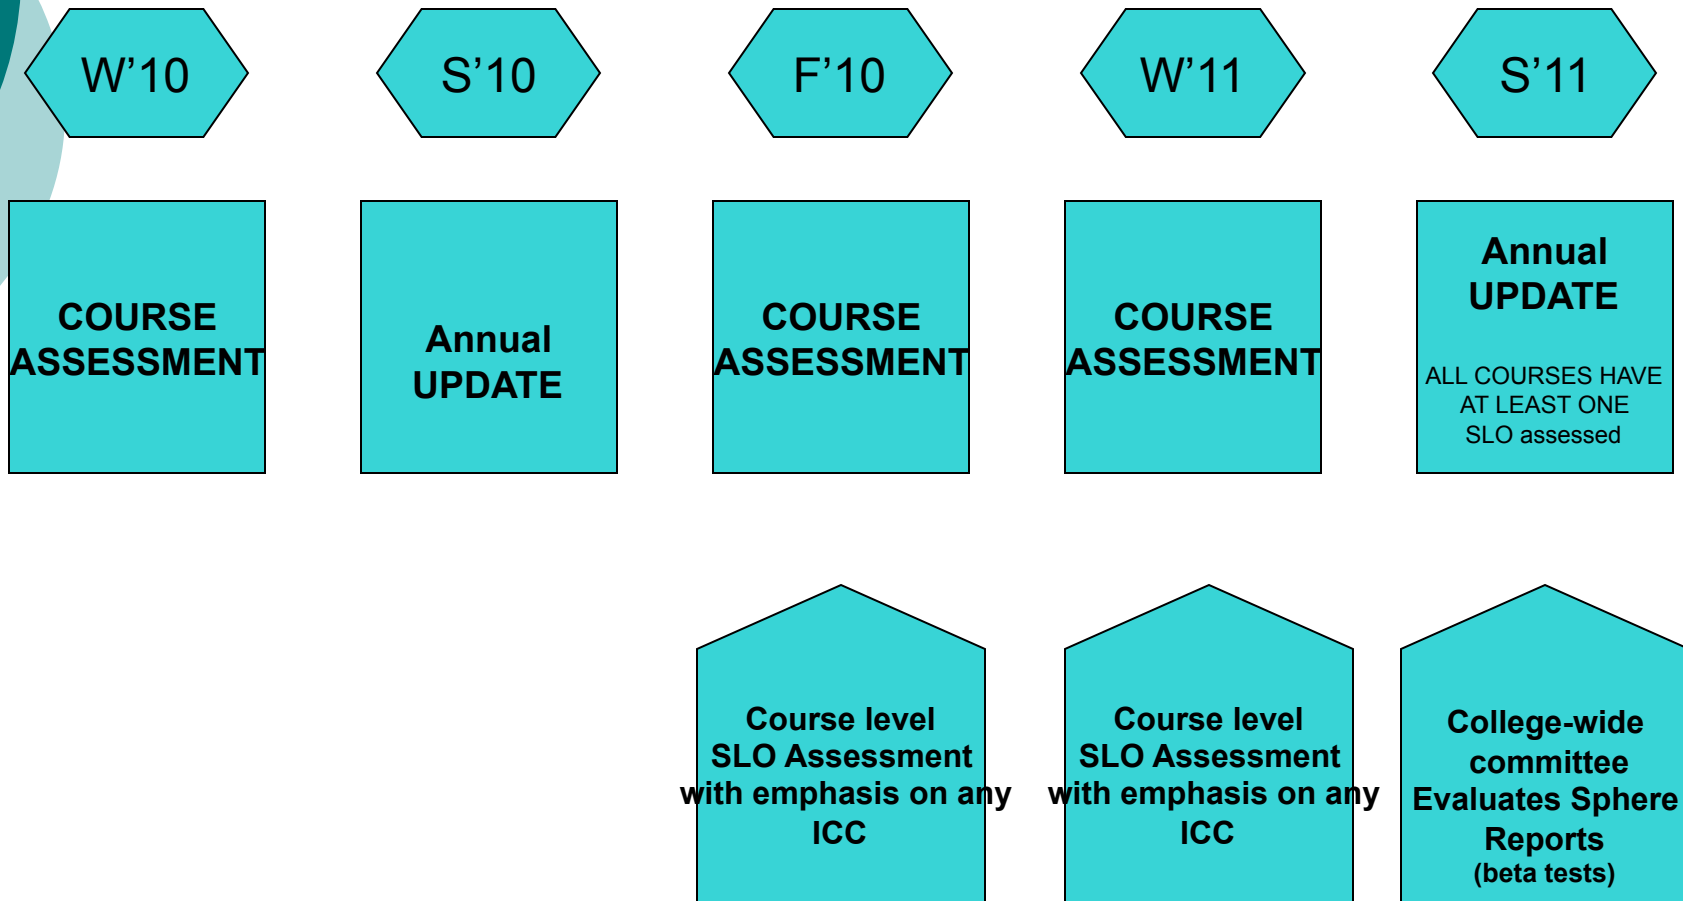 W’10
S’10
F’10
W’11
S’11
COURSE
ASSESSMENT
Annual
UPDATE
COURSE
ASSESSMENT
COURSE
ASSESSMENT
Annual
UPDATE
ALL COURSES HAVE
AT LEAST ONE
SLO assessed
Course level
SLO Assessment
with emphasis on any
ICC
Course level
SLO Assessment
with emphasis on any
ICC
College-wide
committee
Evaluates Sphere
Reports
(beta tests)